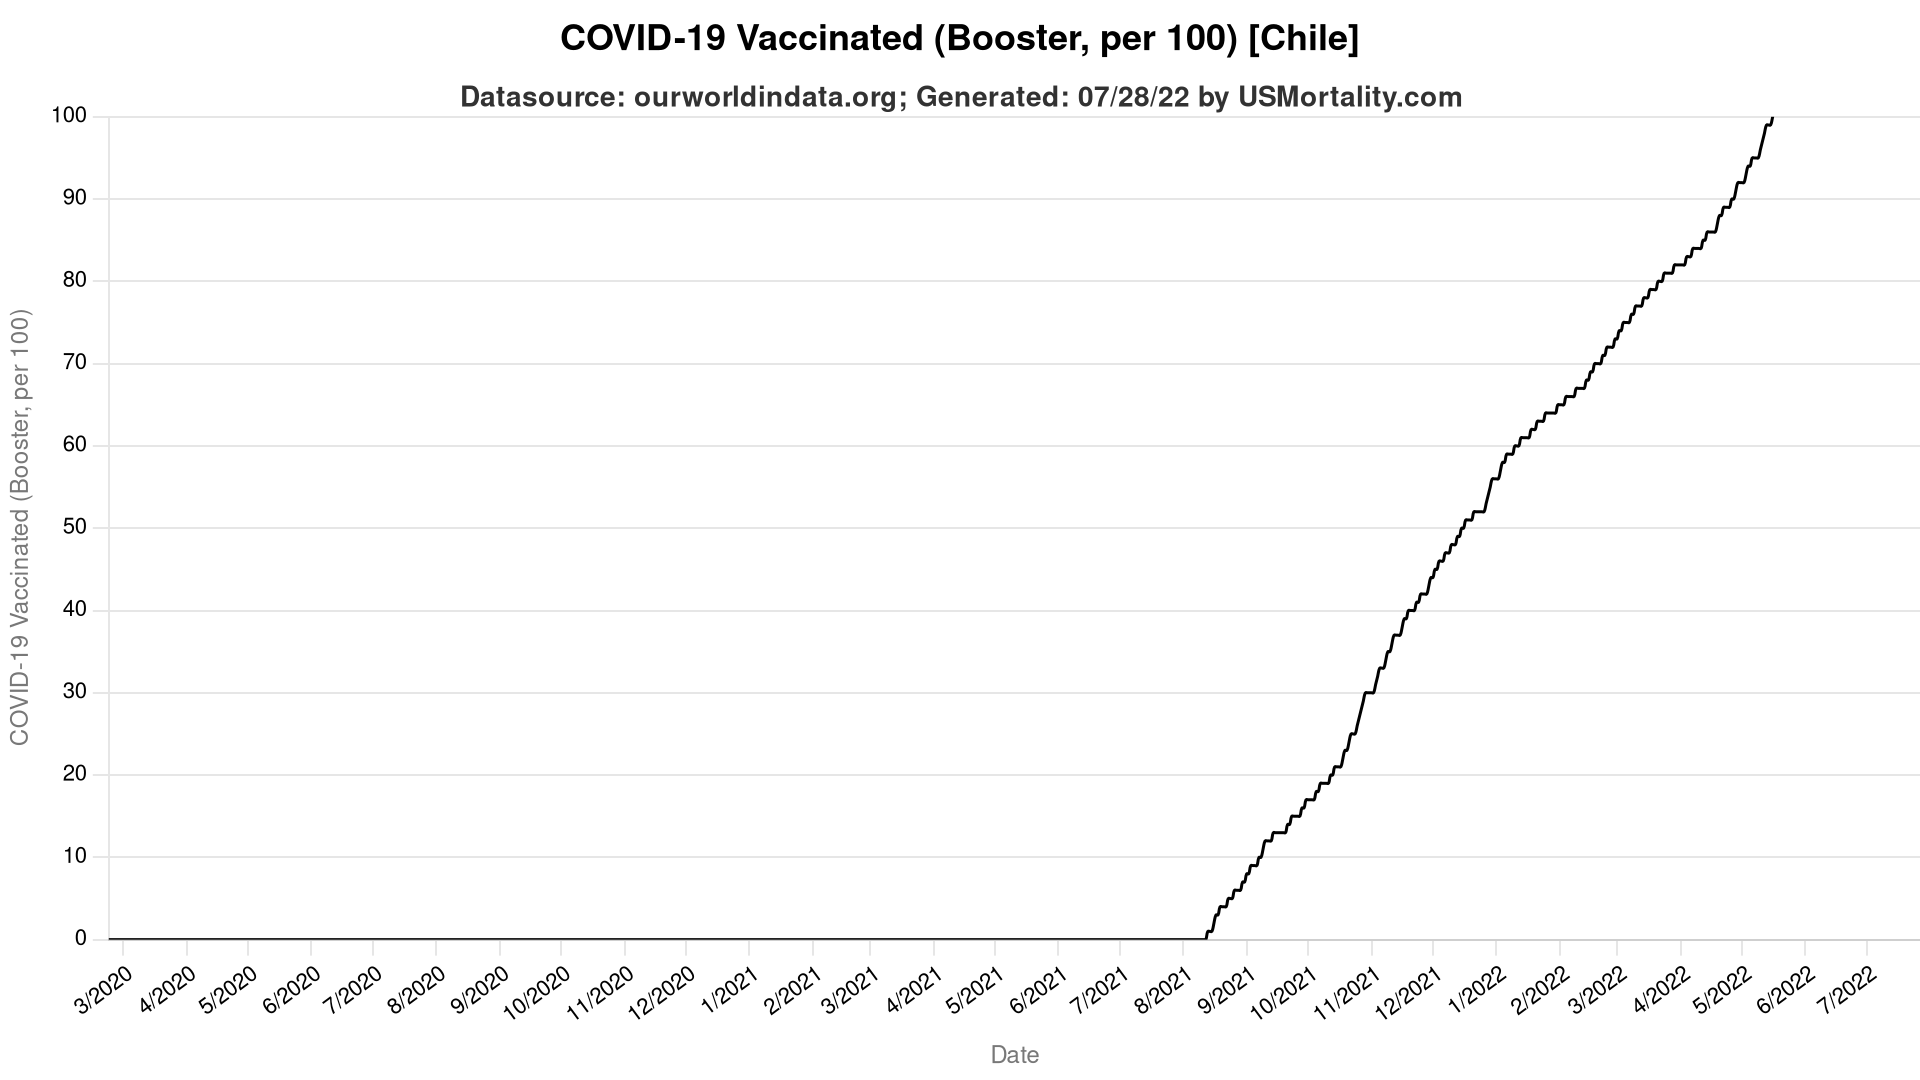 COVID-19 Vaccinated (Booster, per 100) [Chile]
Datasource: ourworldindata.org; Generated: 07/28/22 by USMortality.com
COVID-19 Vaccinated (Booster, per 100)
100
90
80
70
60
50
40
30
20
10
0
3/2020 4/2020 5/2020 6/2020 7/2020 8/2020 9/2020 10/2020 11/2020 12/2020 1/2021 2/2021 3/2021 4/2021 5/2021 6/2021 7/2021 8/2021 9/2021 10/2021 11/2021 12/2021 1/2022 2/2022 3/2022 4/2022 5/2022 6/2022 7/2022
Date